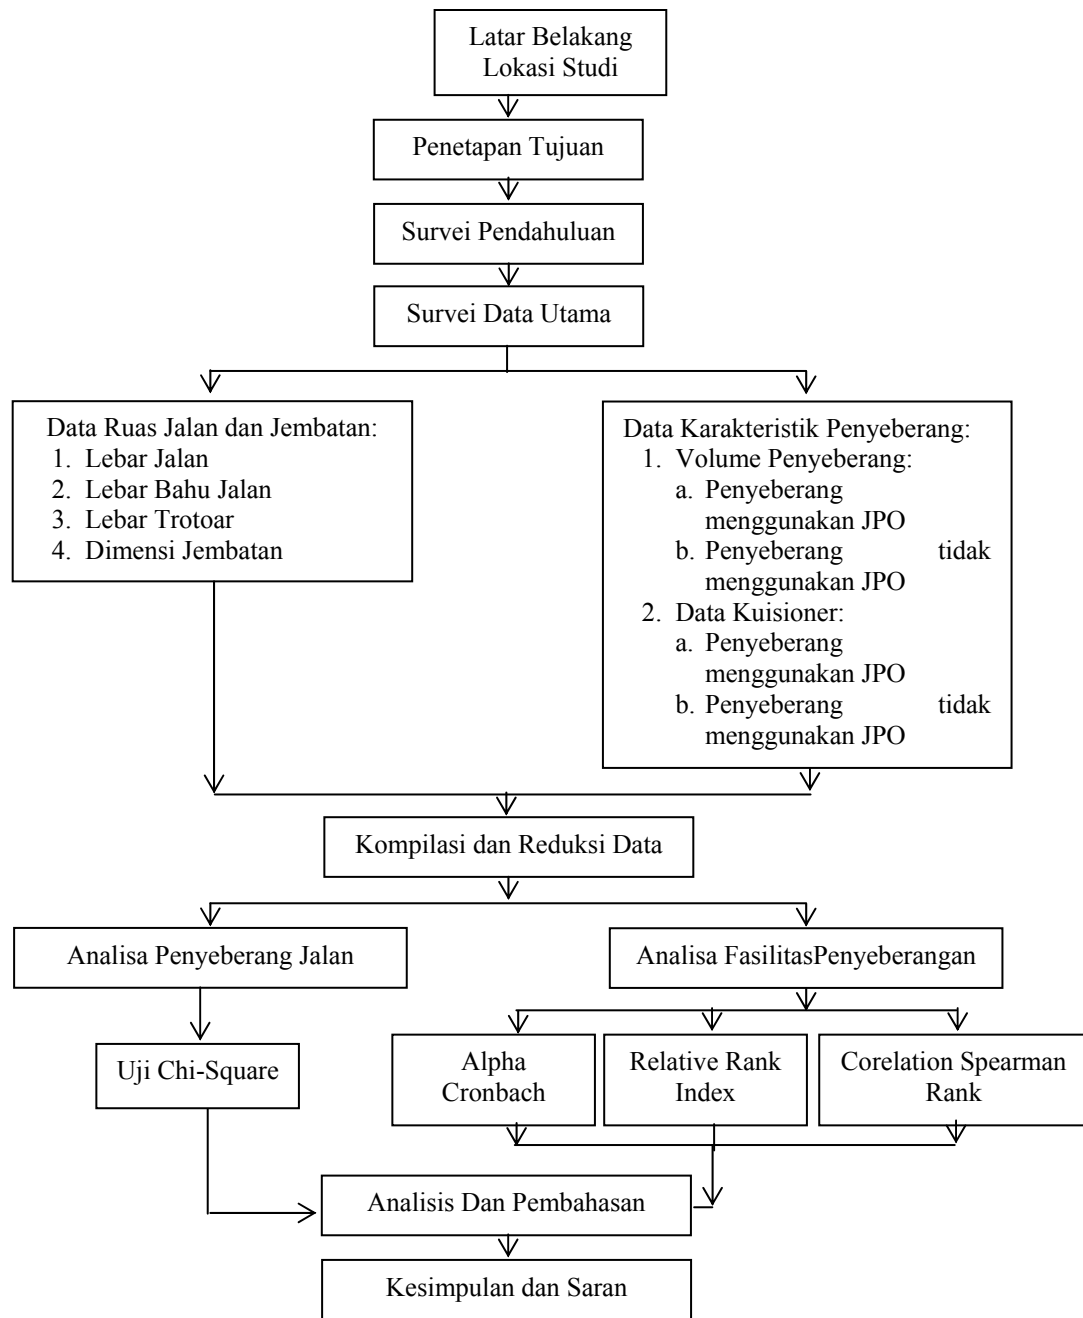 Latar Belakang
Lokasi Studi
Penetapan Tujuan
Survei Pendahuluan
Survei Data Utama
Data Ruas Jalan dan Jembatan:
1. Lebar Jalan
2. Lebar Bahu Jalan
3. Lebar Trotoar
4. Dimensi Jembatan
Data Karakteristik Penyeberang:
1. Volume Penyeberang:
a. Penyeberang
menggunakan JPO
b. Penyeberang tidak
menggunakan JPO
2. Data Kuisioner:
a. Penyeberang
menggunakan JPO
b. Penyeberang tidak
menggunakan JPO
Kompilasi dan Reduksi Data
Analisa Penyeberang Jalan
Analisa FasilitasPenyeberangan
Uji Chi-Square
Alpha
Cronbach
Relative Rank
Index
Corelation Spearman
Rank
Analisis Dan Pembahasan
Kesimpulan dan Saran